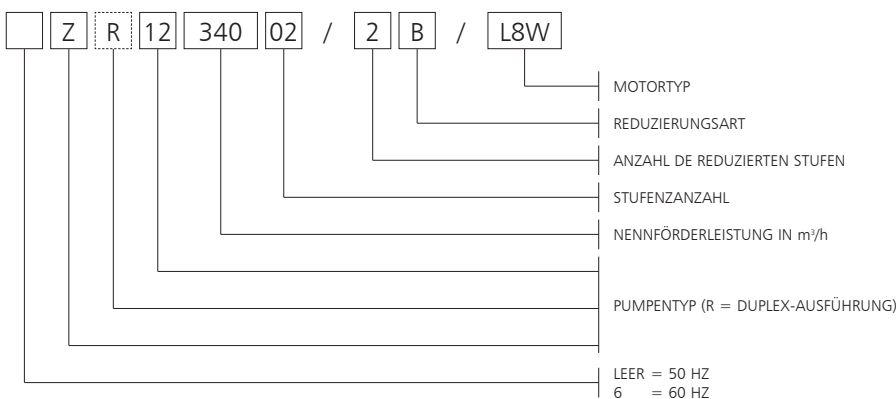 Z R 12 340 02 / 2 B / L8W
MOTORTYP
REDUZIERUNGSART
ANZAHL DE REDUZIERTEN STUFEN
STUFENZANZAHL
NENNFÖRDERLEISTUNG IN m³/h
PUMPENTYP (R = DUPLEX-AUSFÜHRUNG)
LEER = 50 HZ
6 = 60 HZ